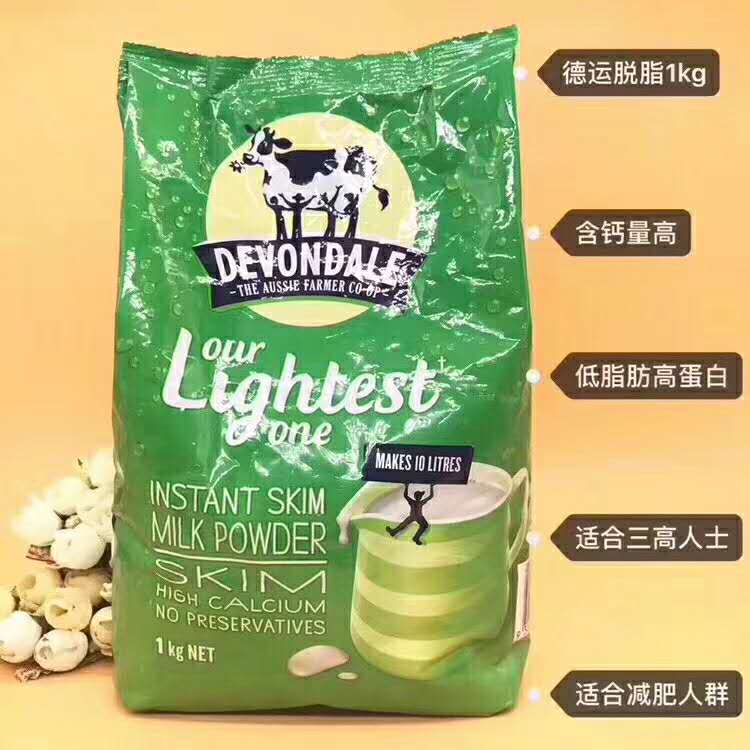 DEVONDALE
- THE AUSSIE FARMER CO-OP -
our
Lightest
one
MAKES 10 LITRES
INSTANT SKIM
MILK POWDER
SKIM
HIGH CALCIUM
NO PRESERVATIVES
1 kg NET
德运脱脂1kg
含钙量高
低脂肪高蛋白
适合三高人士
适合减肥人群